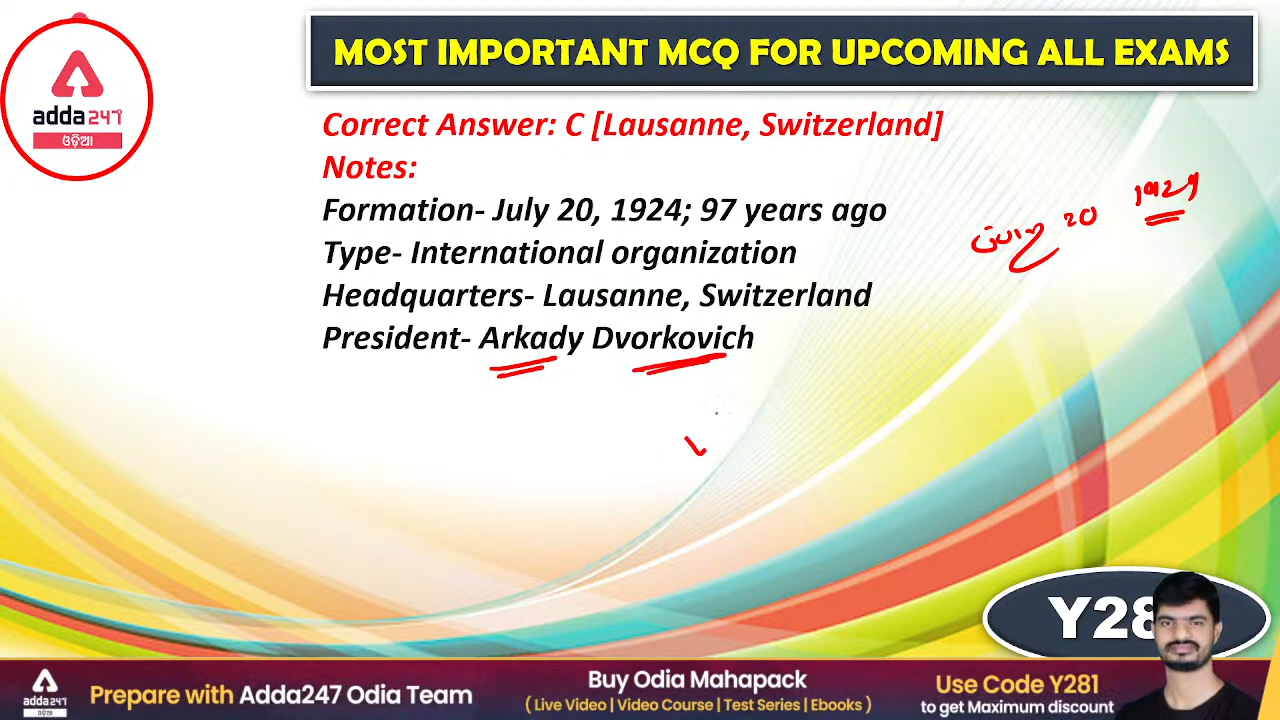 MOST IMPORTANT MCQ FOR UPCOMING ALL EXAMS
adda247
ଓଡ଼ିଆ
Correct Answer: C [Lausanne, Switzerland]
Notes:
Formation- July 20, 1924; 97 years ago
Type- International organization
Headquarters- Lausanne, Switzerland
President- Arkady Dvorkovich
July 20 1924
Y28
adda247
ଓଡ଼ିଆ
Prepare with Adda247 Odia Team
Buy Odia Mahapack
( Live Video | Video Course | Test Series | Ebooks )
Use Code Y281
to get Maximum discount